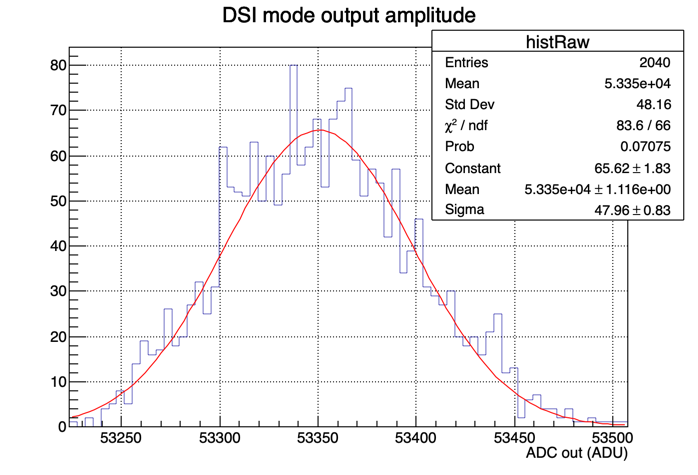 DSI mode output amplitude
histRaw
Entries 2040
Mean 5.335e+04
Std Dev 48.16
χ² / ndf 83.6 / 66
Prob 0.07075
Constant 65.62 ± 1.83
Mean 5.335e+04 ± 1.116e+00
Sigma 47.96 ± 0.83
80
70
60
50
40
30
20
10
0
53250 53300 53350 53400 53450 53500
ADC out (ADU)